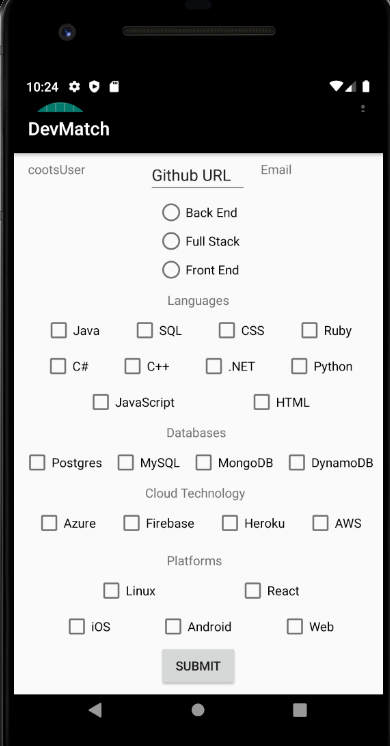 10:24
DevMatch
cootsUser Github URL Email
Back End
Full Stack
Front End
Languages
Java SQL CSS Ruby
C# C++ .NET Python
JavaScript HTML
Databases
Postgres MySQL MongoDB DynamoDB
Cloud Technology
Azure Firebase Heroku AWS
Platforms
Linux React
iOS Android Web
SUBMIT